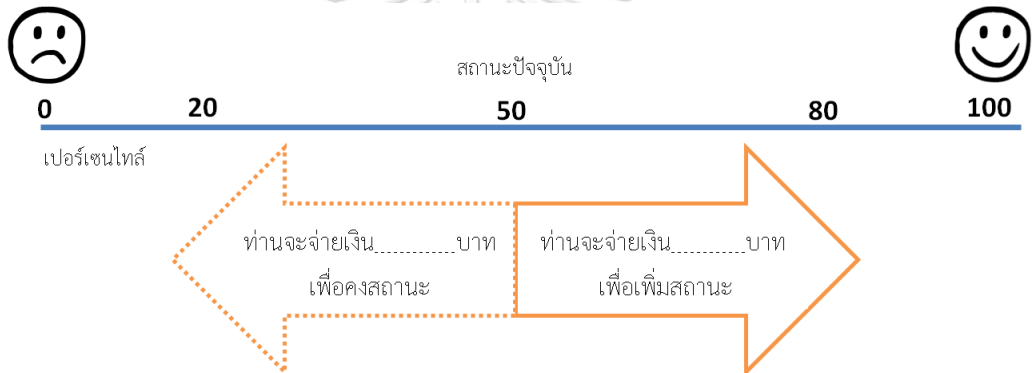 สถานะปัจจุบัน
0 20 50 80 100
เปอร์เซนไทล์
ท่านจะจ่ายเงิน............บาท
เพื่อคงสถานะ
ท่านจะจ่ายเงิน...........บาท
เพื่อเพิ่มสถานะ